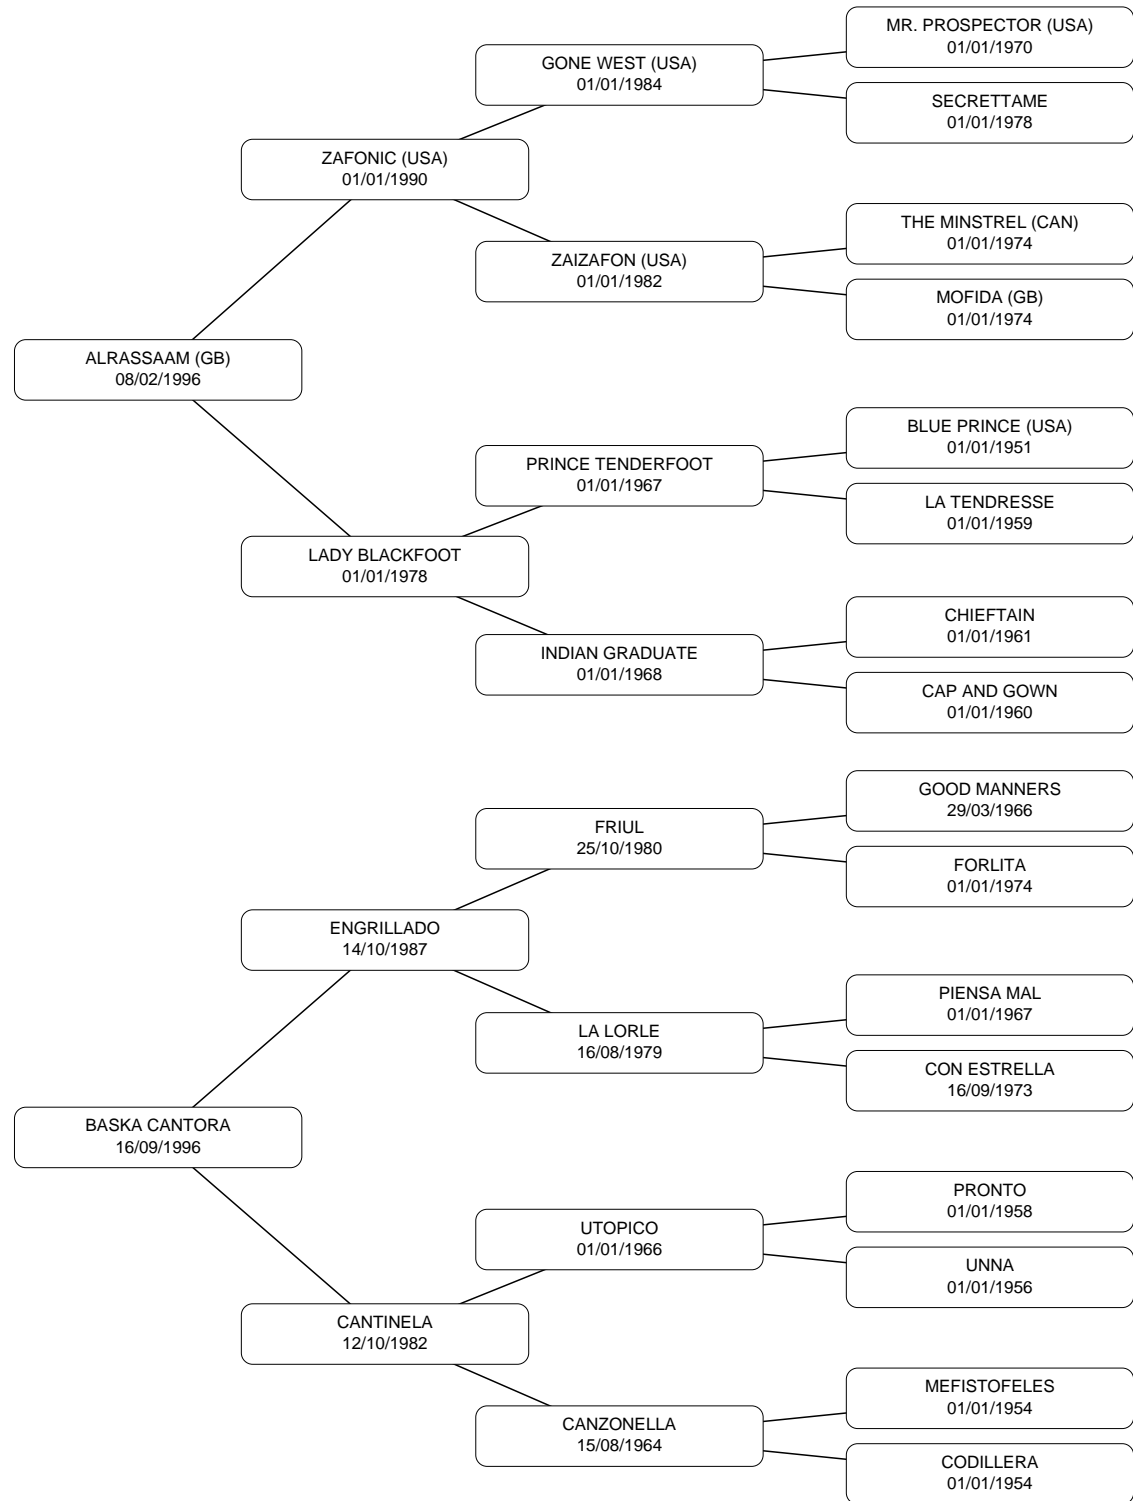 MR. PROSPECTOR (USA)
01/01/1970
GONE WEST (USA)
01/01/1984
SECRETTAME
01/01/1978
ZAFONIC (USA)
01/01/1990
THE MINSTREL (CAN)
01/01/1974
ZAIZAFON (USA)
01/01/1982
MOFIDA (GB)
01/01/1974
ALRASSAAM (GB)
08/02/1996
BLUE PRINCE (USA)
01/01/1951
PRINCE TENDERFOOT
01/01/1967
LA TENDRESSE
01/01/1959
LADY BLACKFOOT
01/01/1978
CHIEFTAIN
01/01/1961
INDIAN GRADUATE
01/01/1968
CAP AND GOWN
01/01/1960
GOOD MANNERS
29/03/1966
FRIUL
25/10/1980
FORLITA
01/01/1974
ENGRILLADO
14/10/1987
PIENSA MAL
01/01/1967
LA LORLE
16/08/1979
CON ESTRELLA
16/09/1973
BASKA CANTORA
16/09/1996
PRONTO
01/01/1958
UTOPICO
01/01/1966
UNNA
01/01/1956
CANTINELA
12/10/1982
MEFISTOFELES
01/01/1954
CANZONELLA
15/08/1964
CODILLERA
01/01/1954